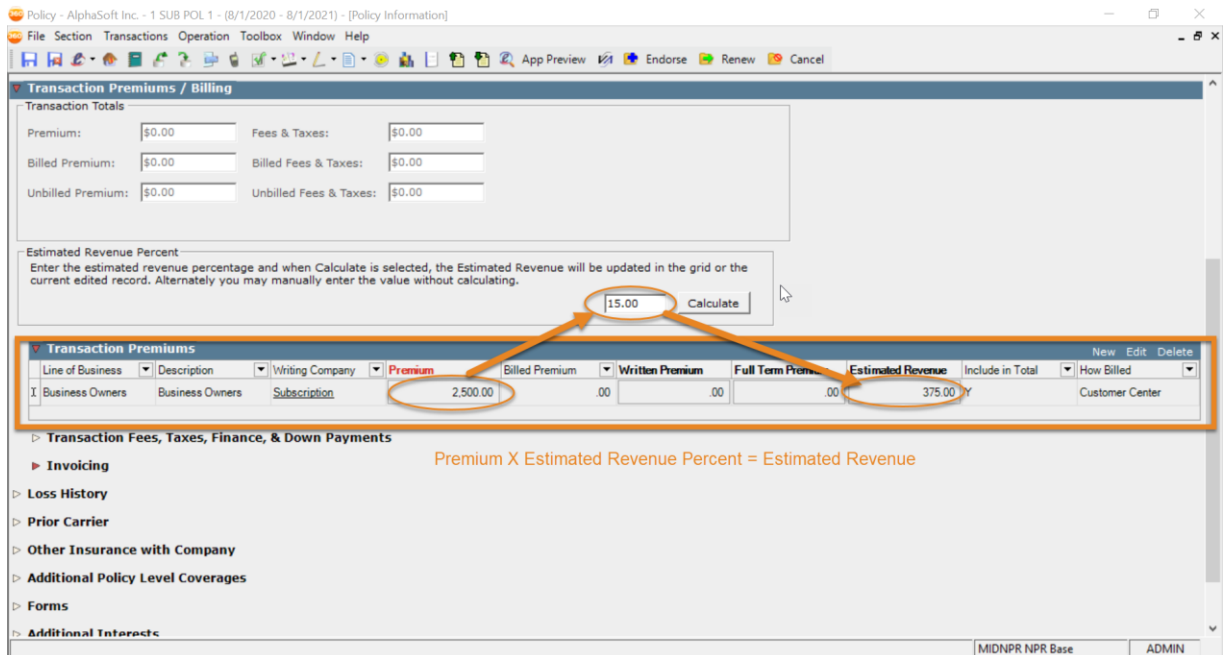 Policy - AlphaSoft Inc. - 1 SUB POL 1 - (8/1/2020 - 8/1/2021) - [Policy Information]
File Section Transactions Operation Toolbox Window Help
App Preview Endorse Renew Cancel
Transaction Premiums / Billing
Transaction Totals
Premium: $0.00 Fees & Taxes: $0.00
Billed Premium: $0.00 Billed Fees & Taxes: $0.00
Unbilled Premium: $0.00 Unbilled Fees & Taxes: $0.00
Estimated Revenue Percent
Enter the estimated revenue percentage and when Calculate is selected, the Estimated Revenue will be updated in the grid or the
current edited record. Alternately you may manually enter the value without calculating.
15.00 Calculate
Transaction Premiums New Edit Delete
Line of Business Description Writing Company Premium Billed Premium Written Premium Full Term Premium Estimated Revenue Include in Total How Billed
Business Owners Business Owners Subscription 2,500.00 .00 .00 .00 375.00 Y Customer Center
Transaction Fees, Taxes, Finance, & Down Payments
Premium X Estimated Revenue Percent = Estimated Revenue
Invoicing
Loss History
Prior Carrier
Other Insurance with Company
Additional Policy Level Coverages
Forms
Additional Interests
MIDNPR NPR Base ADMIN